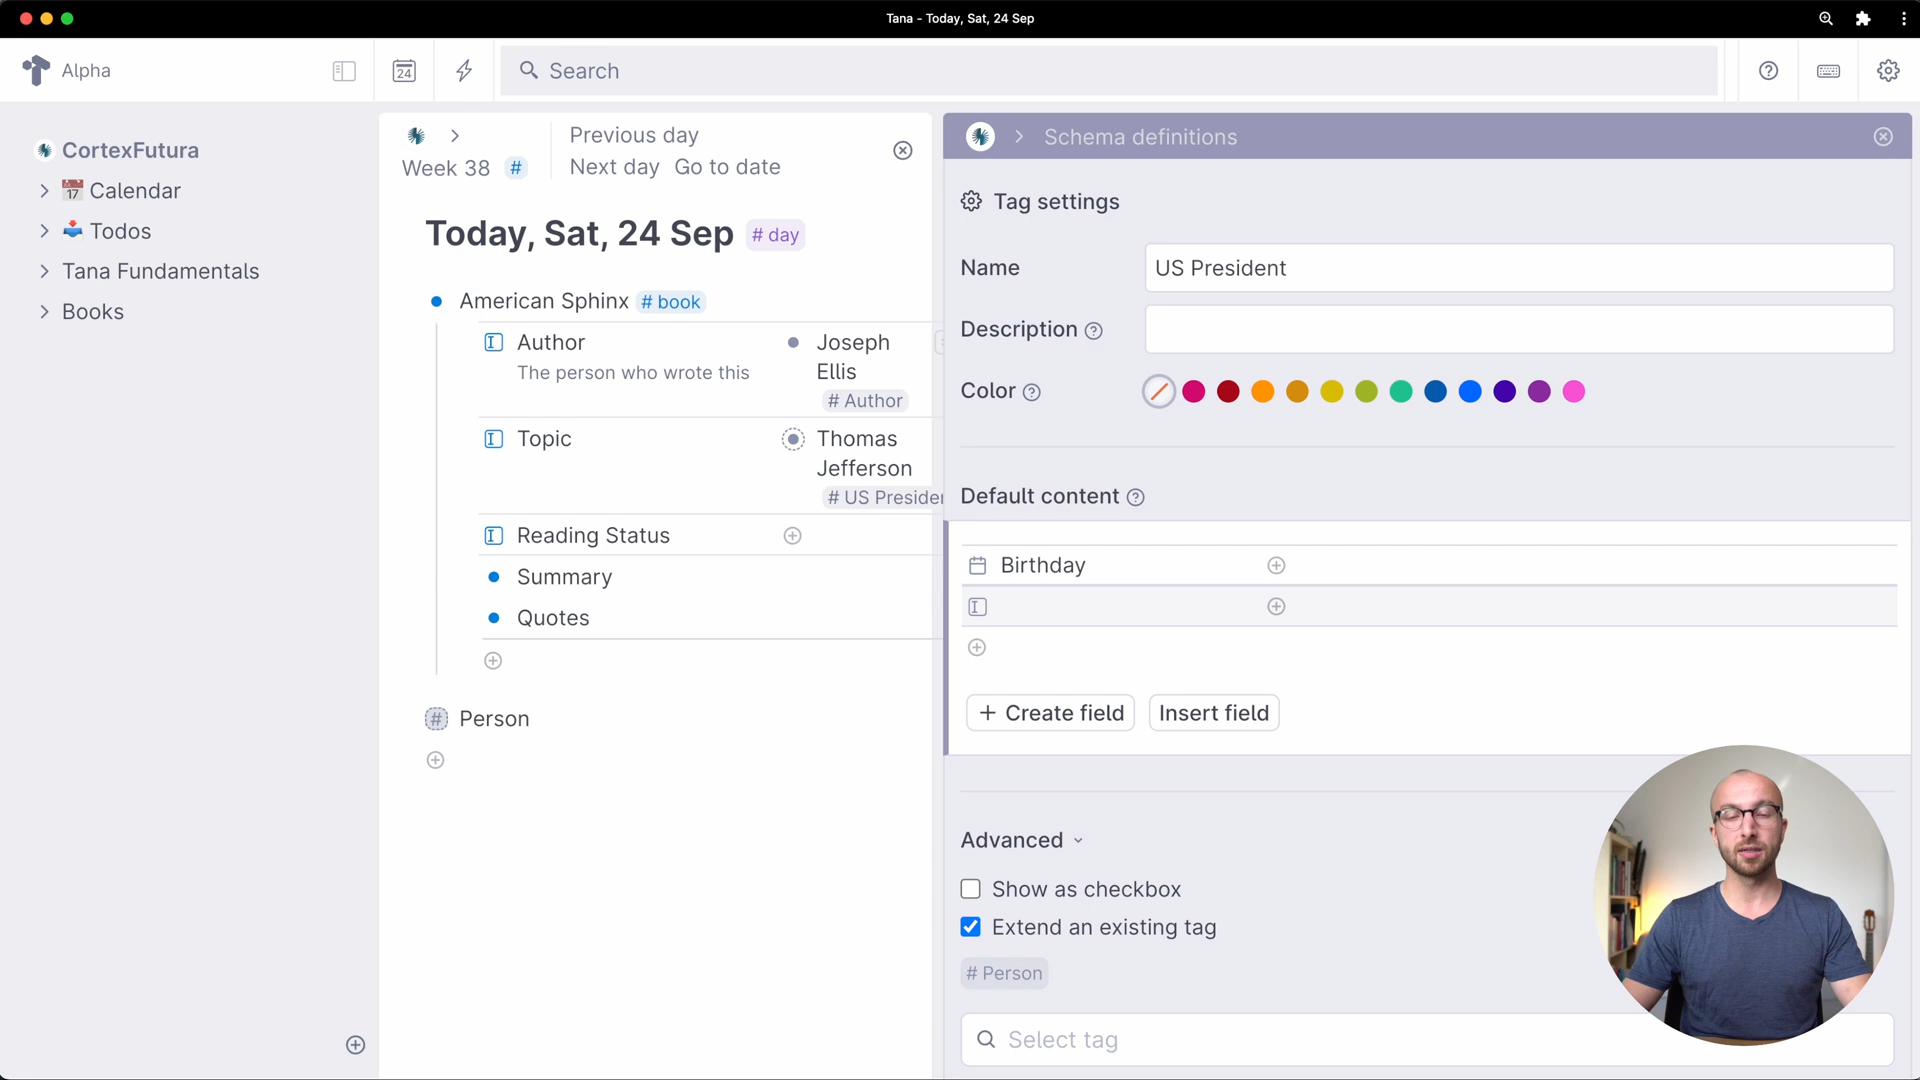 Tana - Today, Sat, 24 Sep
Alpha
24
Search
CortexFutura
Calendar
Todos
Tana Fundamentals
Books
Week 38 #
Previous day
Next day Go to date
Today, Sat, 24 Sep # day
American Sphinx # book
Author
The person who wrote this
Joseph
Ellis
# Author
Topic
Thomas
Jefferson
# US Presiden
Reading Status
Summary
Quotes
# Person
Schema definitions
Tag settings
Name
US President
Description
Color
Default content
Birthday
+ Create field
Insert field
Advanced
Show as checkbox
Extend an existing tag
# Person
Select tag